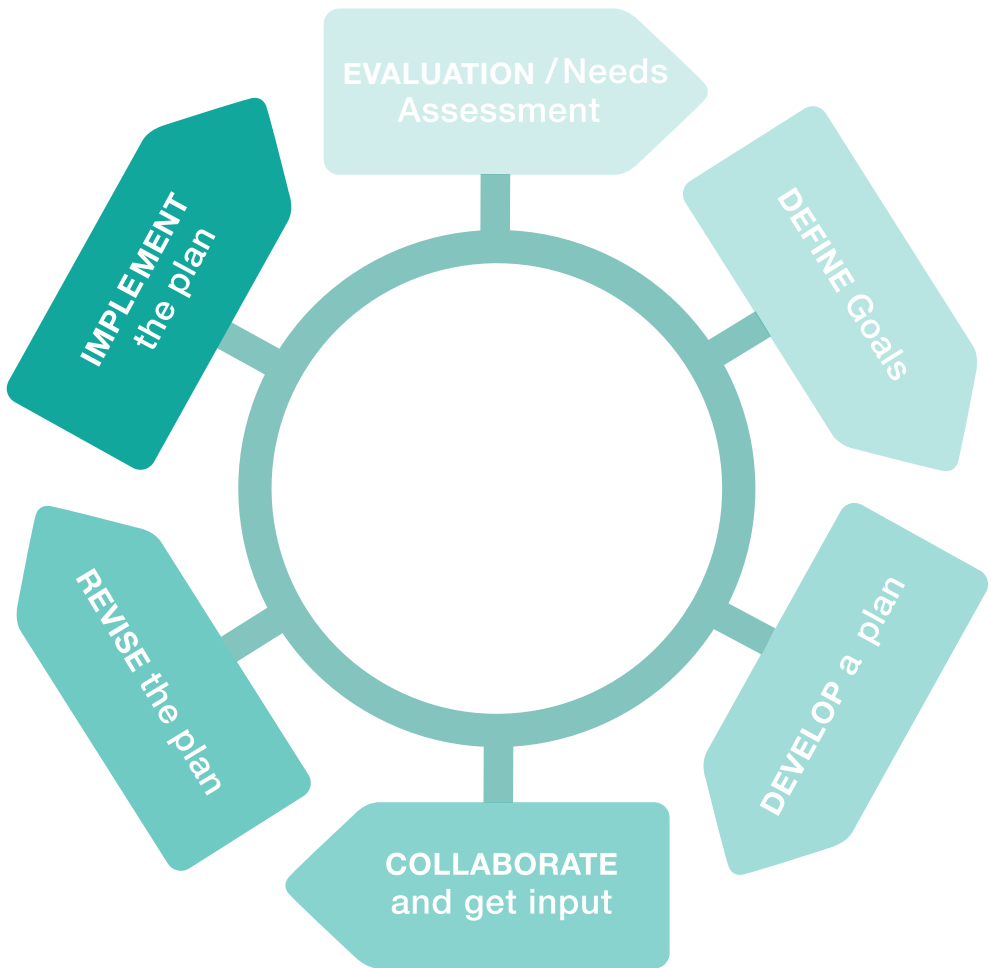 EVALUATION / Needs
Assessment
DEFINE Goals
DEVELOP a plan
COLLABORATE
and get input
REVISE the plan
IMPLEMENT
the plan